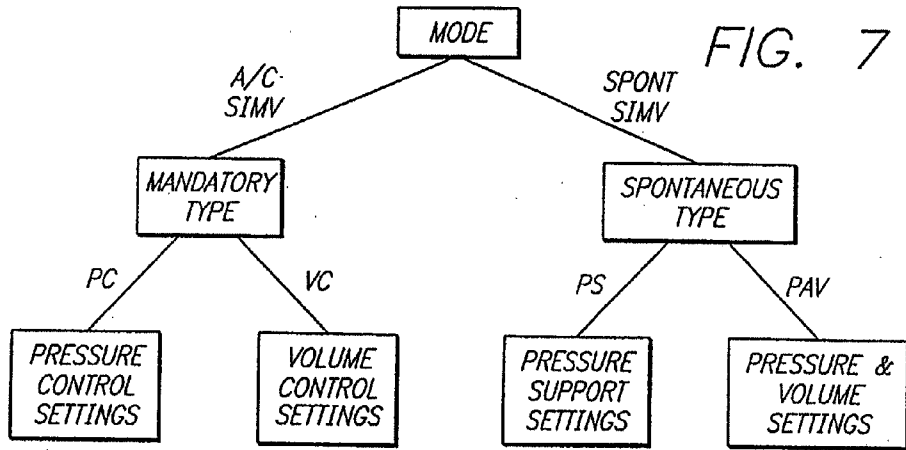 MODE
FIG. 7
A/C-
SIMV
SPONT
SIMV
MANDATORY
TYPE
SPONTANEOUS
TYPE
PC
VC
PS
PAV
PRESSURE
CONTROL
SETTINGS
VOLUME
CONTROL
SETTINGS
PRESSURE
SUPPORT
SETTINGS
PRESSURE &
VOLUME
SETTINGS